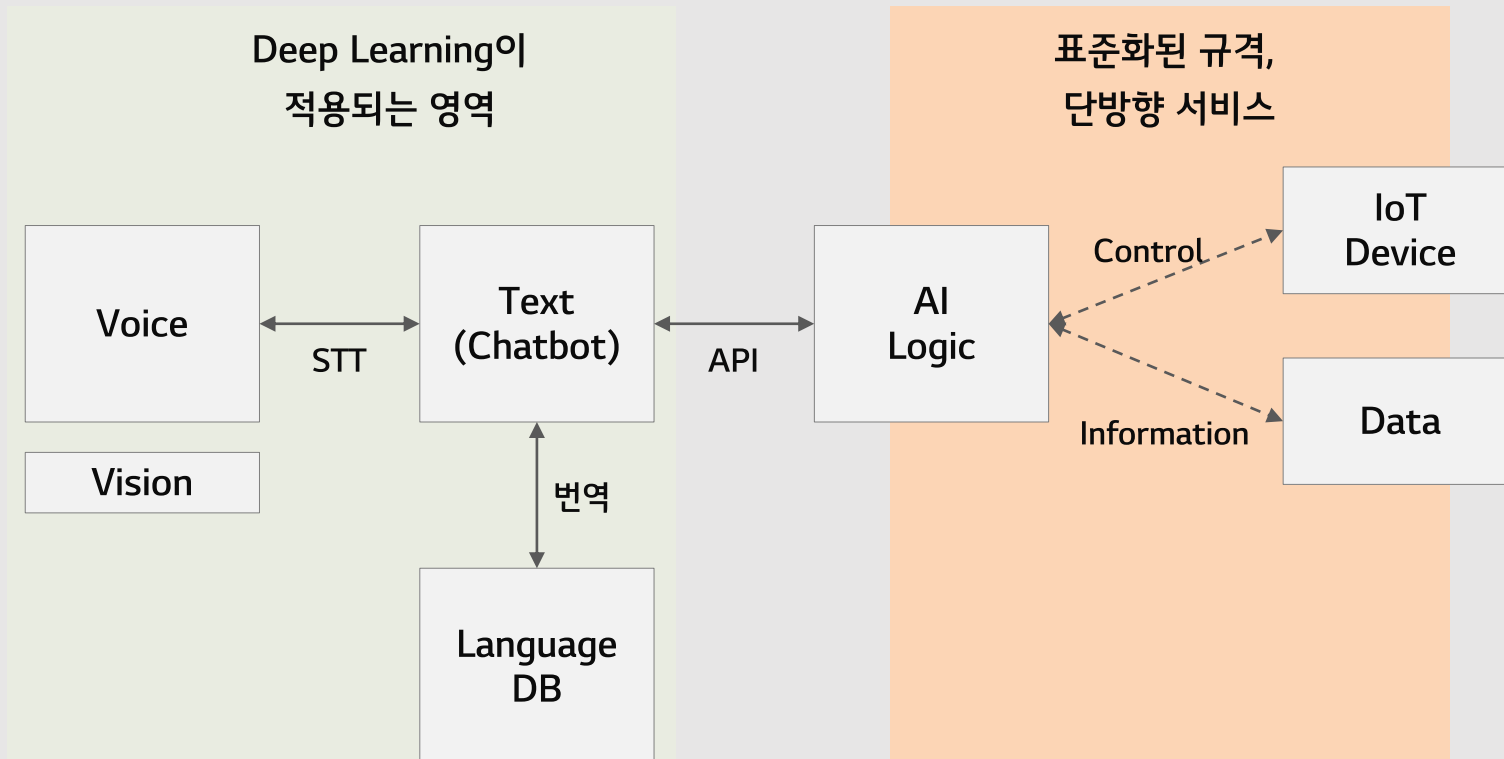 Deep Learning이
적용되는 영역
표준화된 규격,
단방향 서비스
Voice
STT
Text
(Chatbot)
API
AI
Logic
Control
IoT
Device
Information
Data
Vision
번역
Language
DB